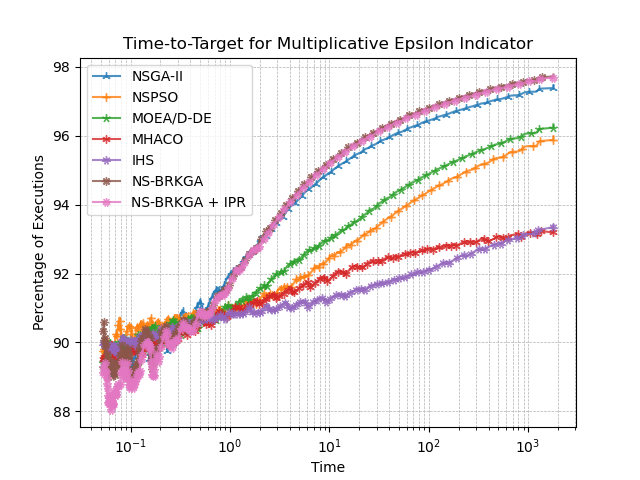 Time-to-Target for Multiplicative Epsilon Indicator
98
96
94
92
90
88
Percentage of Executions
NSGA-II
NSPSO
MOEA/D-DE
MHACO
IHS
NS-BRKGA
NS-BRKGA + IPR
10⁻¹ 10⁰ 10¹ 10² 10³
Time